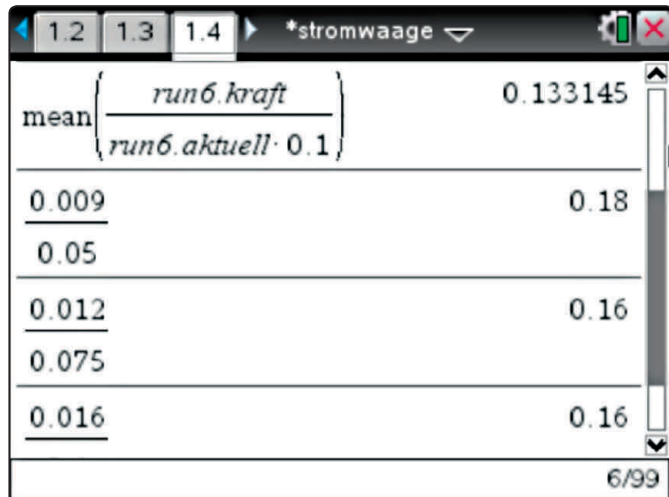 1.2 1.3 1.4 *stromwaage
mean(run6.kraft / run6.aktuell·0.1) 0.133145
0.009 / 0.05 0.18
0.012 / 0.075 0.16
0.016 0.16
6/99